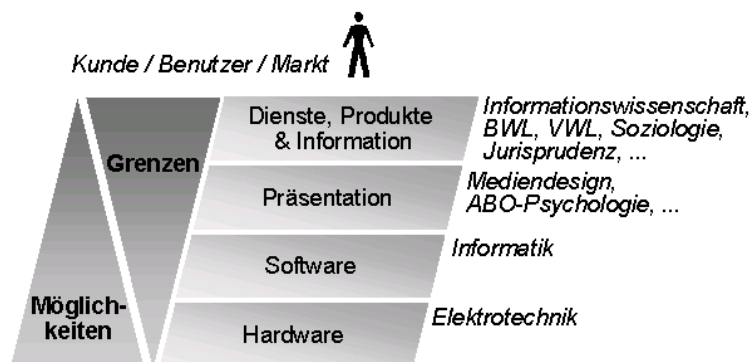 Kunde / Benutzer / Markt
Dienste, Produkte
& Information
Informationswissenschaft,
BWL, VWL, Soziologie,
Jurisprudenz, ...
Grenzen
Präsentation
Mediendesign,
ABO-Psychologie, ...
Software
Informatik
Möglich-
keiten
Hardware
Elektrotechnik